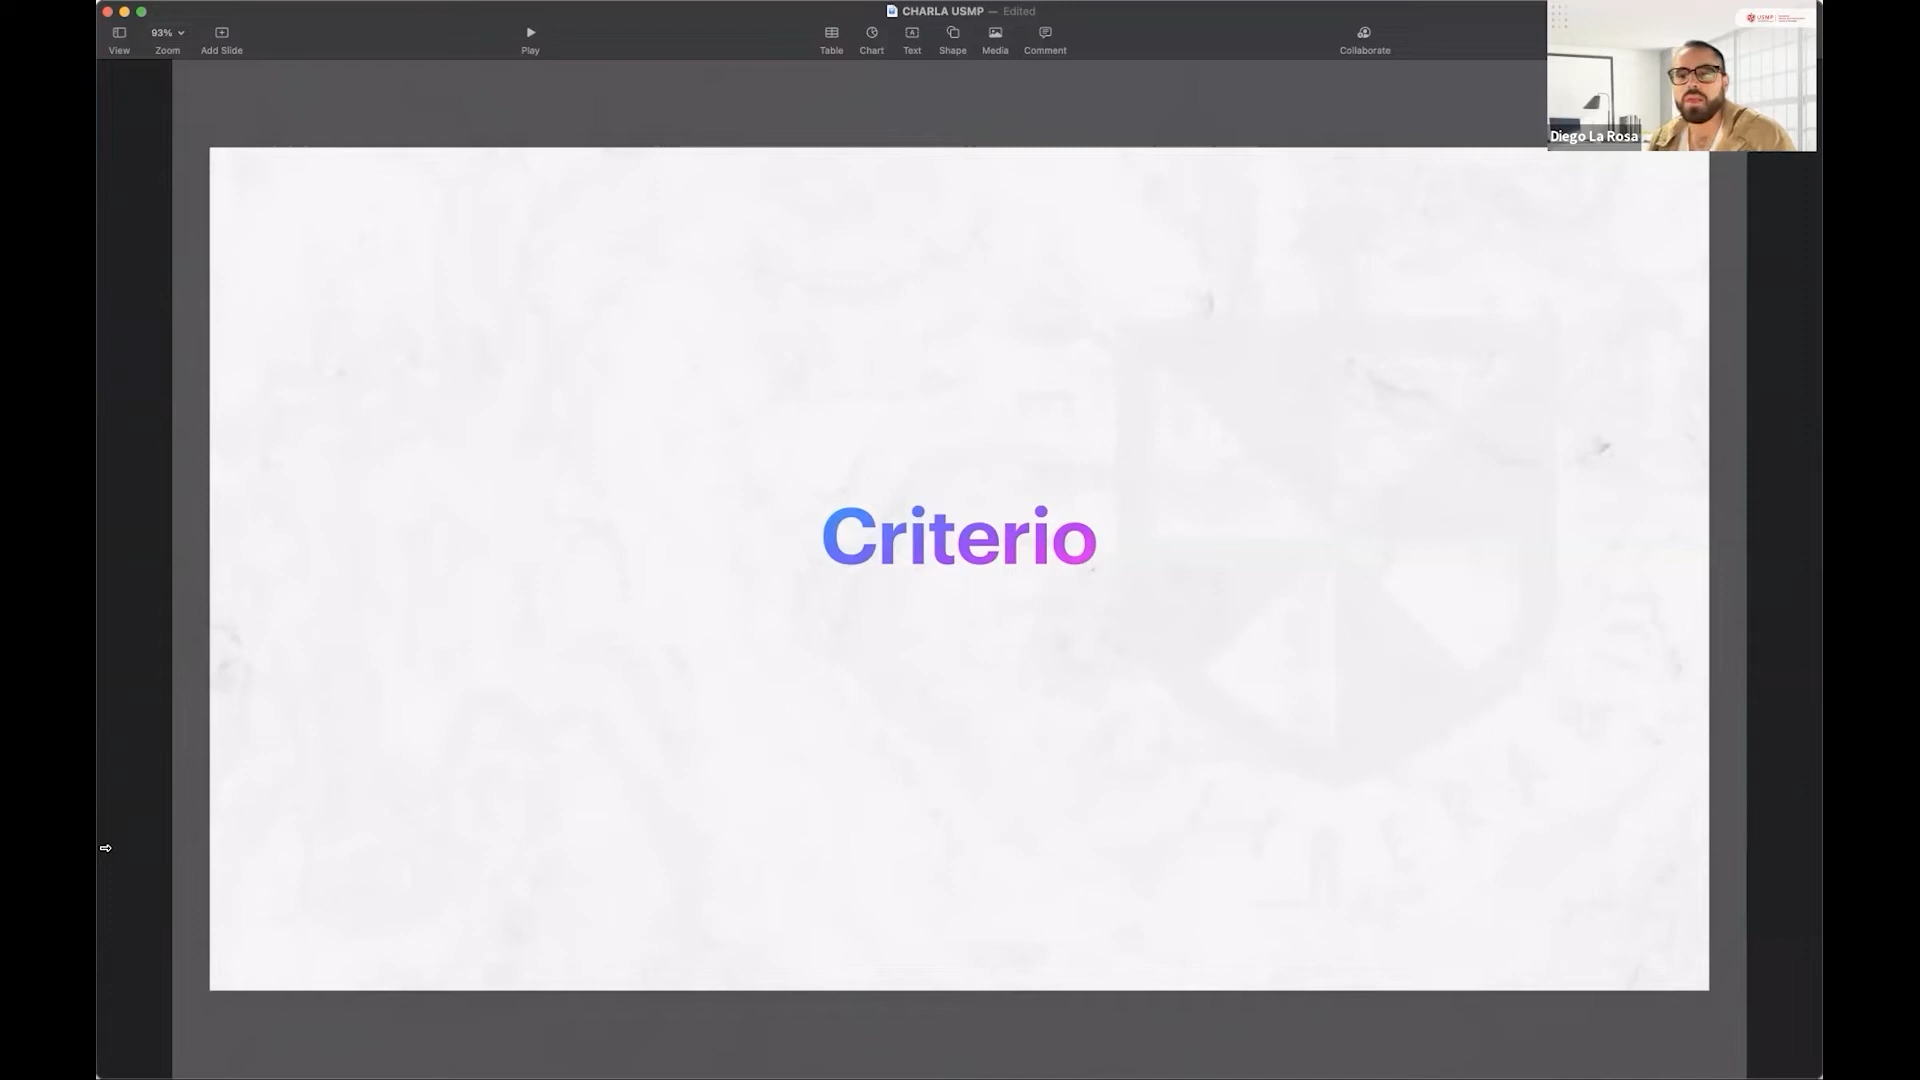 CHARLA USMP — Edited
93%
View
Zoom
Add Slide
Play
Table
Chart
Text
Shape
Media
Comment
Collaborate
USMP
Diego La Rosa
Criterio